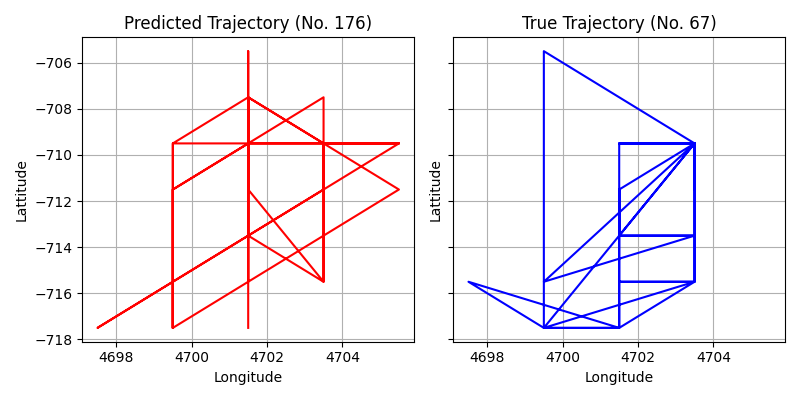 Predicted Trajectory (No. 176)
True Trajectory (No. 67)
−706
−708
−710
−712
−714
−716
−718
Lattitude
Lattitude
4698 4700 4702 4704
4698 4700 4702 4704
Longitude
Longitude